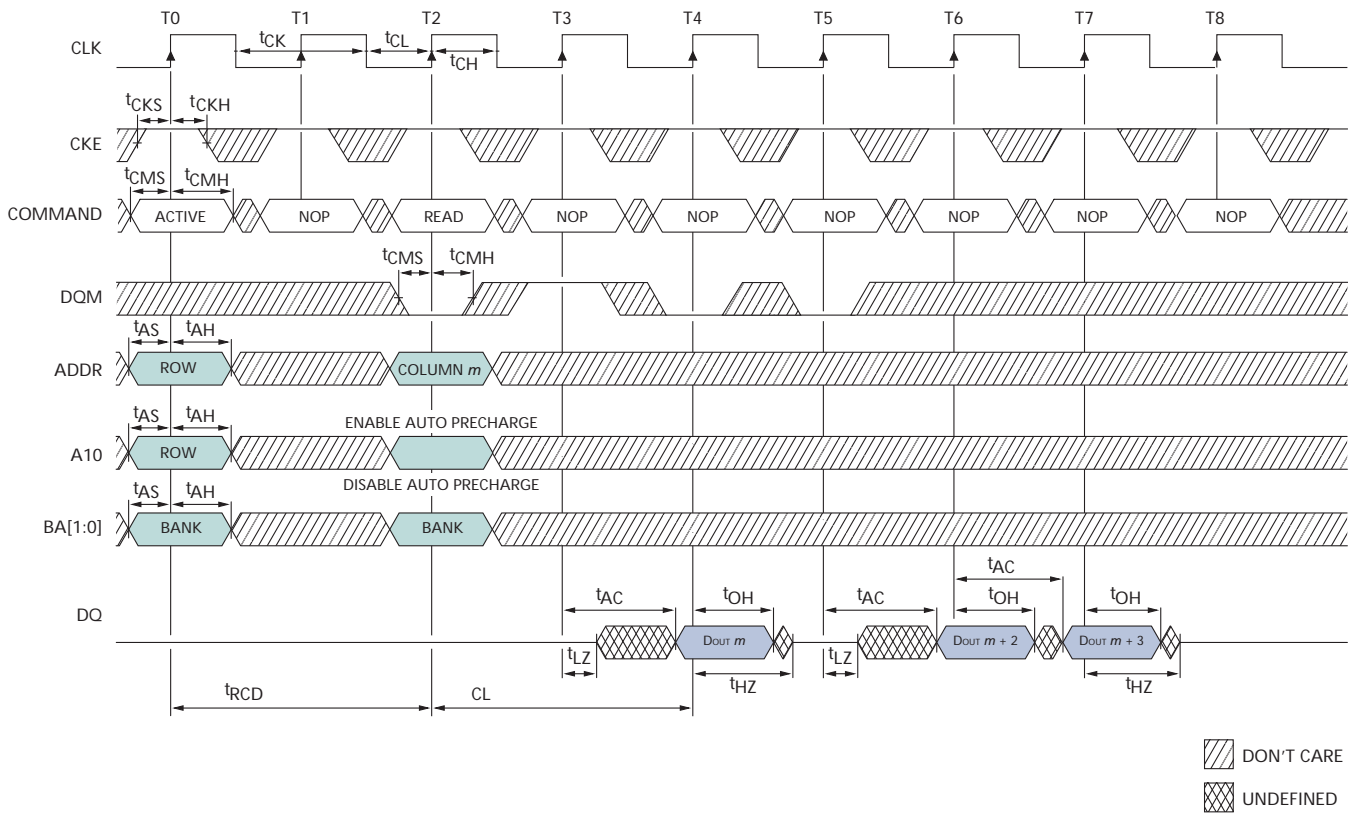 T0 T1 T2 T3 T4 T5 T6 T7 T8
CLK
tCK tCL
tCH
tCKS tCKH
CKE
tCMS tCMH
COMMAND ACTIVE NOP READ NOP NOP NOP NOP NOP NOP
tCMS tCMH
DQM
tAS tAH
ADDR ROW COLUMN m
tAS tAH ENABLE AUTO PRECHARGE
A10 ROW
DISABLE AUTO PRECHARGE
tAS tAH
BA[1:0] BANK BANK
tAC
DQ tAC tOH tAC tOH tOH
DOUT m DOUT m + 2 DOUT m + 3
tLZ tHZ tLZ tHZ
tRCD CL
DON'T CARE
UNDEFINED